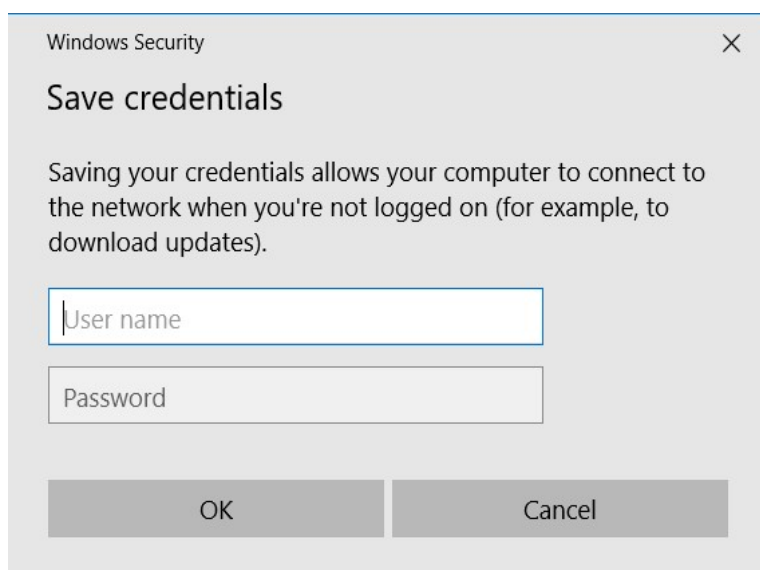 Windows Security
Save credentials
Saving your credentials allows your computer to connect to
the network when you're not logged on (for example, to
download updates).
User name
Password
OK Cancel